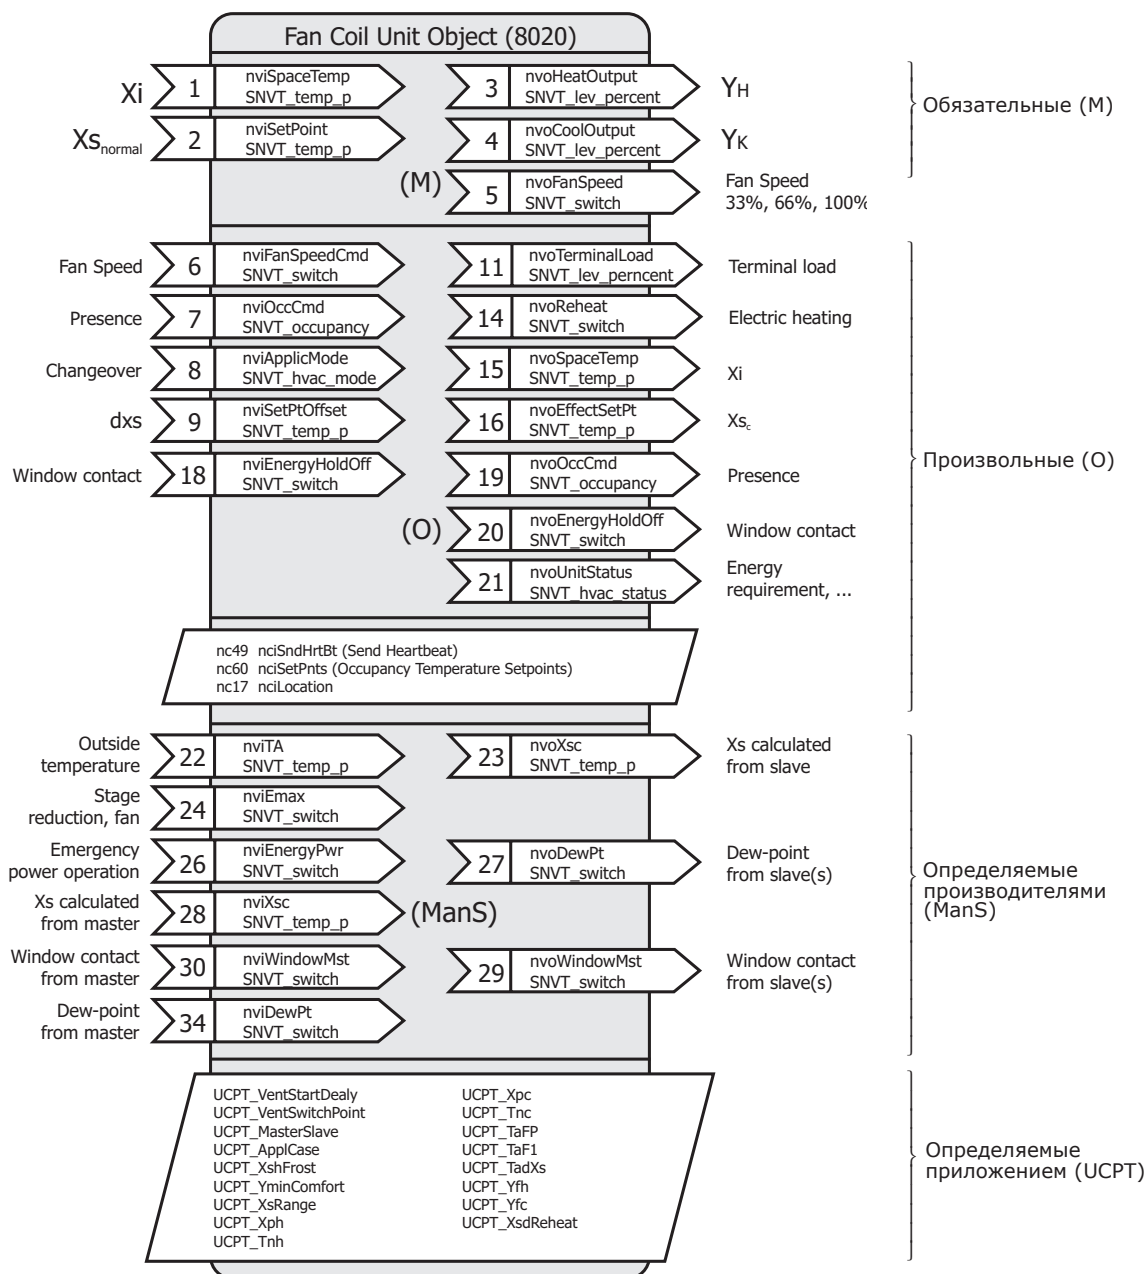 Fan Coil Unit Object (8020)
Xi
1
nviSpaceTemp
SNVT_temp_p
3
nvoHeatOutput
SNVT_lev_percent
YH
Xsnormal
2
nviSetPoint
SNVT_temp_p
4
nvoCoolOutput
SNVT_lev_percent
YK
(M)
5
nvoFanSpeed
SNVT_switch
Fan Speed
33%, 66%, 100%
Обязательные (M)
Fan Speed
6
nviFanSpeedCmd
SNVT_switch
11
nvoTerminalLoad
SNVT_lev_perncent
Terminal load
Presence
7
nviOccCmd
SNVT_occupancy
14
nvoReheat
SNVT_switch
Electric heating
Changeover
8
nviApplicMode
SNVT_hvac_mode
15
nvoSpaceTemp
SNVT_temp_p
Xi
dxs
9
nviSetPtOffset
SNVT_temp_p
16
nvoEffectSetPt
SNVT_temp_p
Xsc
Window contact
18
nviEnergyHoldOff
SNVT_switch
19
nvoOccCmd
SNVT_occupancy
Presence
(O)
20
nvoEnergyHoldOff
SNVT_switch
Window contact
21
nvoUnitStatus
SNVT_hvac_status
Energy
requirement, ...
Произвольные (O)
nc49 nciSndHrtBt (Send Heartbeat)
nc60 nciSetPnts (Occupancy Temperature Setpoints)
nc17 nciLocation
Outside
temperature
22
nviTA
SNVT_temp_p
23
nvoXsc
SNVT_temp_p
Xs calculated
from slave
Stage
reduction, fan
24
nviEmax
SNVT_switch
Emergency
power operation
26
nviEnergyPwr
SNVT_switch
27
nvoDewPt
SNVT_switch
Dew-point
from slave(s)
Xs calculated
from master
28
nviXsc
SNVT_temp_p
(ManS)
Window contact
from master
30
nviWindowMst
SNVT_switch
29
nvoWindowMst
SNVT_switch
Window contact
from slave(s)
Dew-point
from master
34
nviDewPt
SNVT_switch
Определяемые
производителями
(ManS)
UCPT_VentStartDealy
UCPT_VentSwitchPoint
UCPT_MasterSlave
UCPT_ApplCase
UCPT_XshFrost
UCPT_YminComfort
UCPT_XsRange
UCPT_Xph
UCPT_Tnh
UCPT_Xpc
UCPT_Tnc
UCPT_TaFP
UCPT_TaF1
UCPT_TadXs
UCPT_Yfh
UCPT_Yfc
UCPT_XsdReheat
Определяемые
приложением (UCPT)